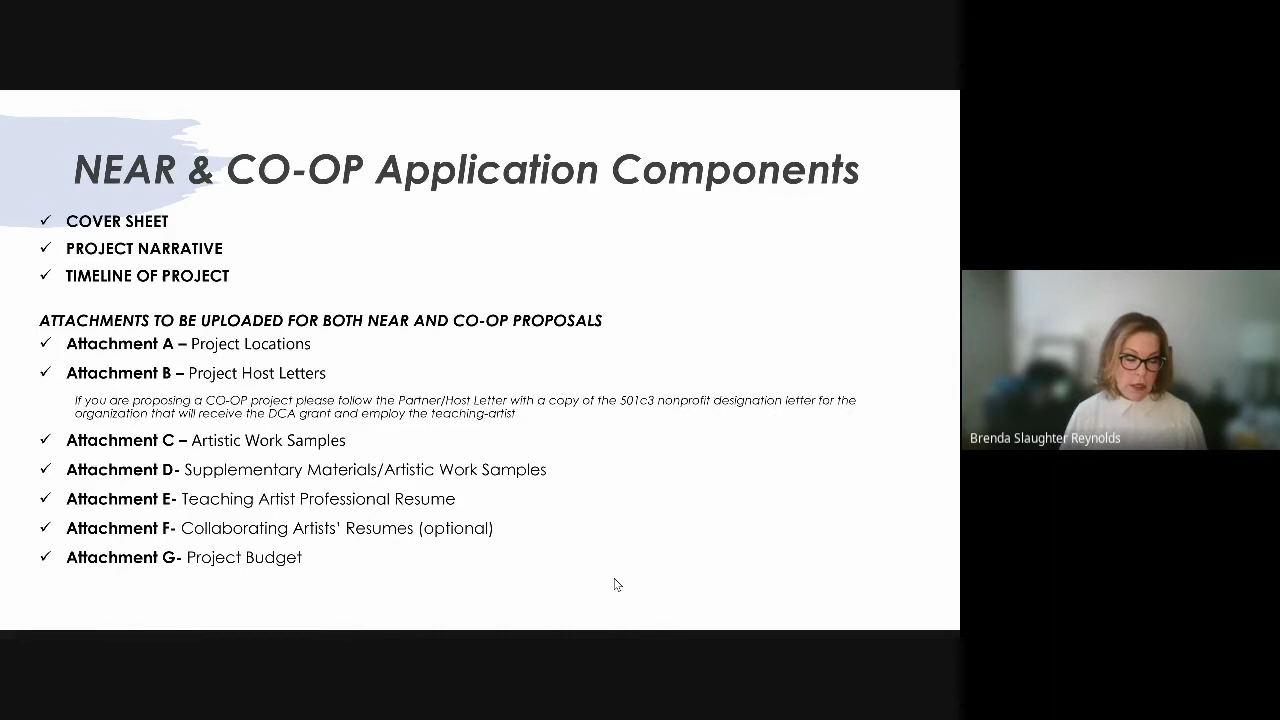 NEAR & CO-OP Application Components
✓ COVER SHEET
✓ PROJECT NARRATIVE
✓ TIMELINE OF PROJECT
ATTACHMENTS TO BE UPLOADED FOR BOTH NEAR AND CO-OP PROPOSALS
✓ Attachment A – Project Locations
✓ Attachment B – Project Host Letters
If you are proposing a CO-OP project please follow the Partner/Host Letter with a copy of the 501c3 nonprofit designation letter for the
organization that will receive the DCA grant and employ the teaching-artist
✓ Attachment C – Artistic Work Samples
✓ Attachment D- Supplementary Materials/Artistic Work Samples
✓ Attachment E- Teaching Artist Professional Resume
✓ Attachment F- Collaborating Artists' Resumes (optional)
✓ Attachment G- Project Budget
Brenda Slaughter Reynolds